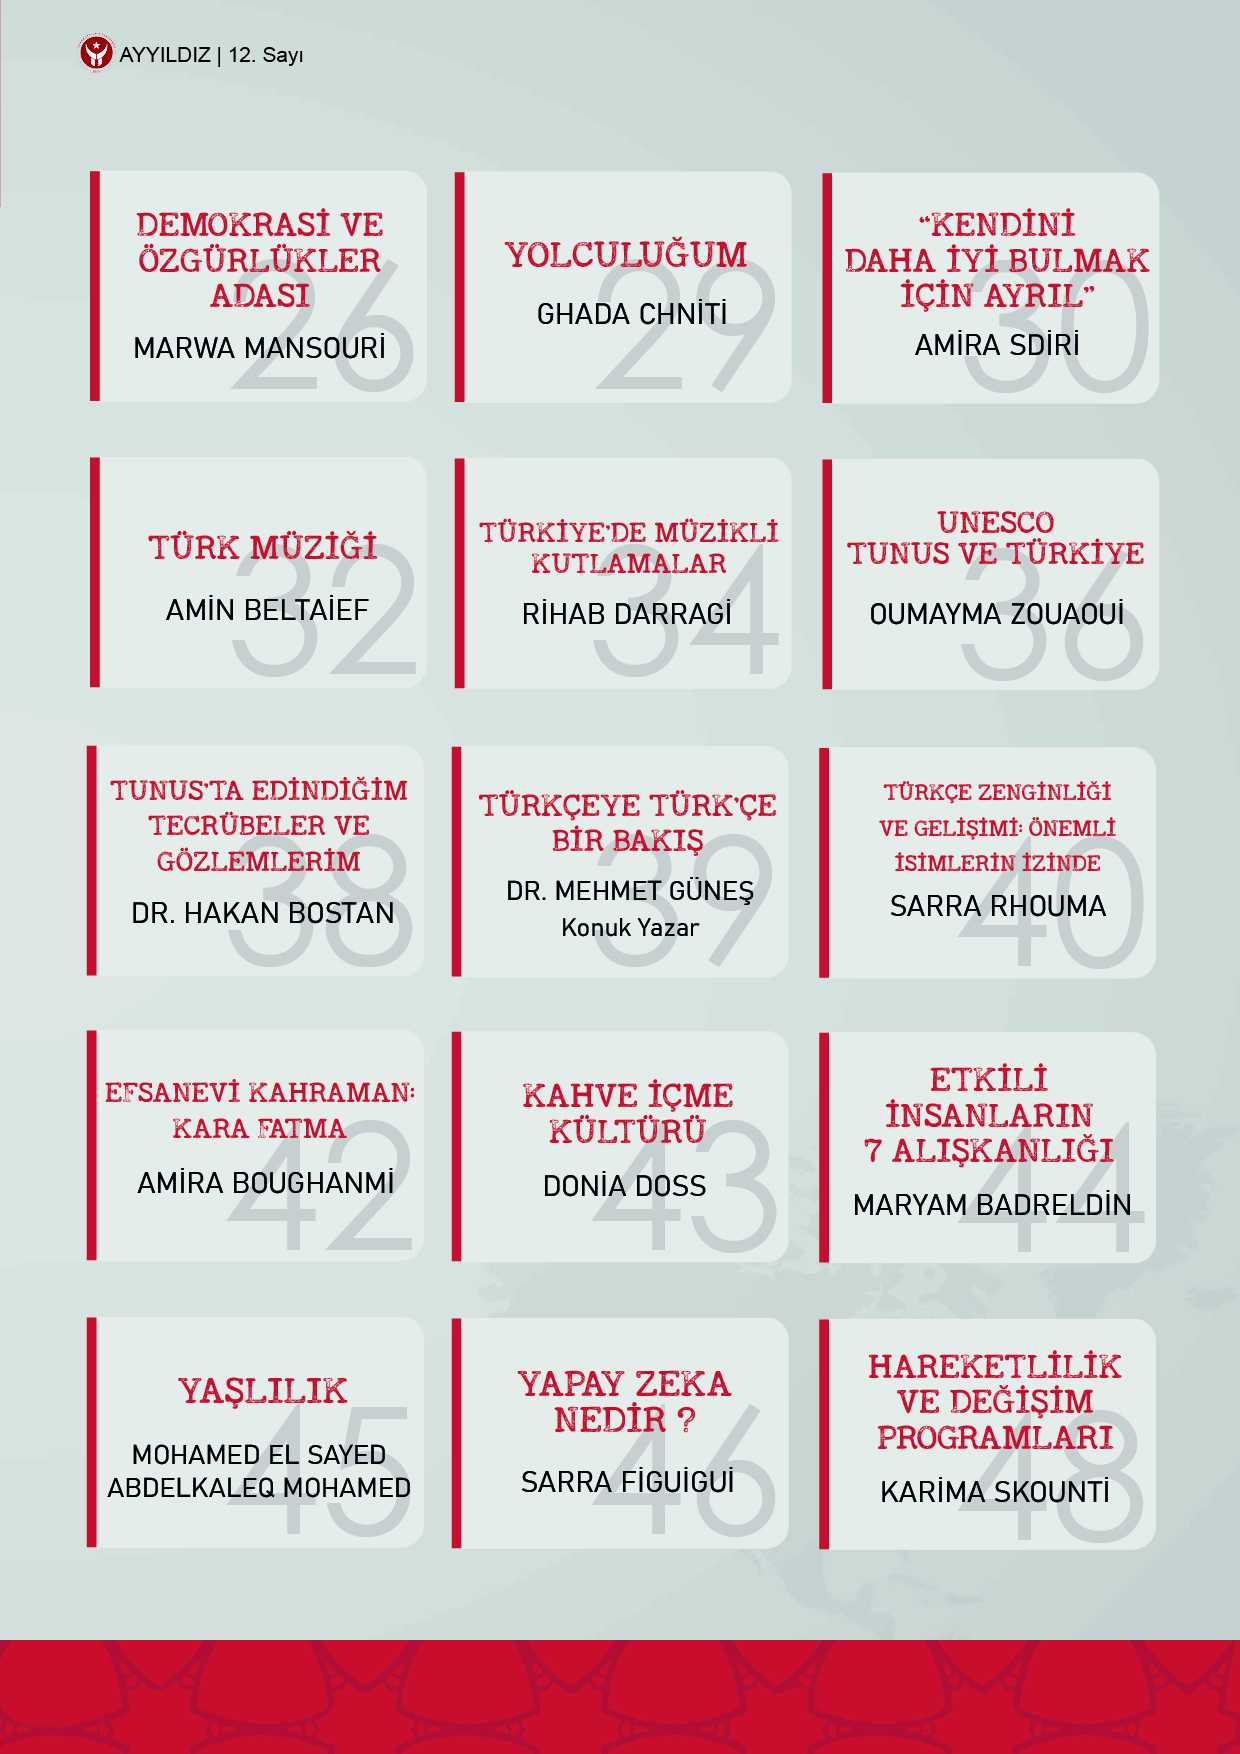 AYYILDIZ | 12. Sayı
DEMOKRASİ VE
ÖZGÜRLÜKLER
ADASI
MARWA MANSOURİ
26
YOLCULUĞUM
GHADA CHNİTİ
29
“KENDİNİ
DAHA İYİ BULMAK
İÇİN AYRIL”
AMİRA SDİRİ
30
TÜRK MÜZİĞİ
AMİN BELTAİEF
32
TÜRKİYE'DE MÜZİKLİ
KUTLAMALAR
RİHAB DARRAGİ
34
UNESCO
TUNUS VE TÜRKİYE
OUMAYMA ZOUAOUİ
36
TUNUS'TA EDİNDİĞİM
TECRÜBELER VE
GÖZLEMLERİM
DR. HAKAN BOSTAN
38
TÜRKÇEYE TÜRK'ÇE
BİR BAKIŞ
DR. MEHMET GÜNEŞ
Konuk Yazar
39
TÜRKÇE ZENGİNLİĞİ
VE GELİŞİMİ: ÖNEMLİ
İSİMLERİN İZİNDE
SARRA RHOUMA
40
EFSANEVİ KAHRAMAN:
KARA FATMA
AMİRA BOUGHANMİ
42
KAHVE İÇME
KÜLTÜRÜ
DONİA DOSS
43
ETKİLİ
İNSANLARIN
7 ALIŞKANLIĞI
MARYAM BADRELDİN
44
YAŞLILIK
MOHAMED EL SAYED
ABDELKALEQ MOHAMED
45
YAPAY ZEKA
NEDİR ?
SARRA FİGUİGUİ
46
HAREKETLİLİK
VE DEĞİŞİM
PROGRAMLARI
KARİMA SKOUNTİ
48